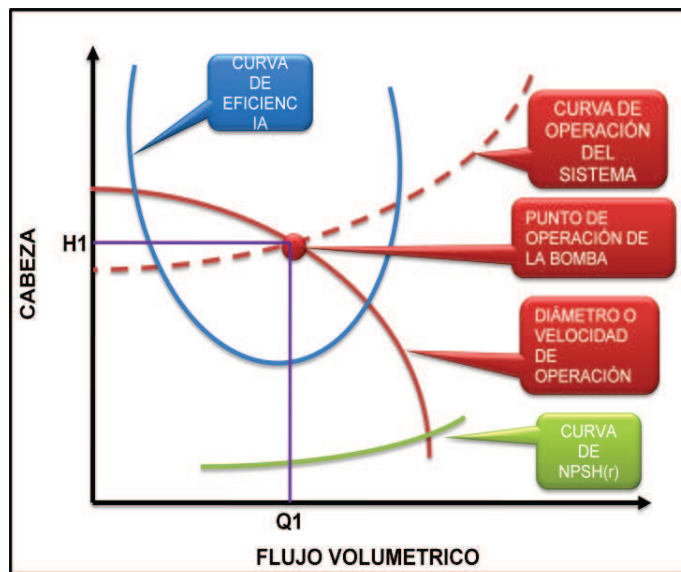 CURVA
DE
EFICIENC
IA
CURVA DE
OPERACIÓN
DEL
SISTEMA
PUNTO DE
OPERACIÓN DE
LA BOMBA
DIÁMETRO O
VELOCIDAD
DE
OPERACIÓN
CURVA
DE
NPSH(r)
CABEZA
H1
Q1
FLUJO VOLUMETRICO